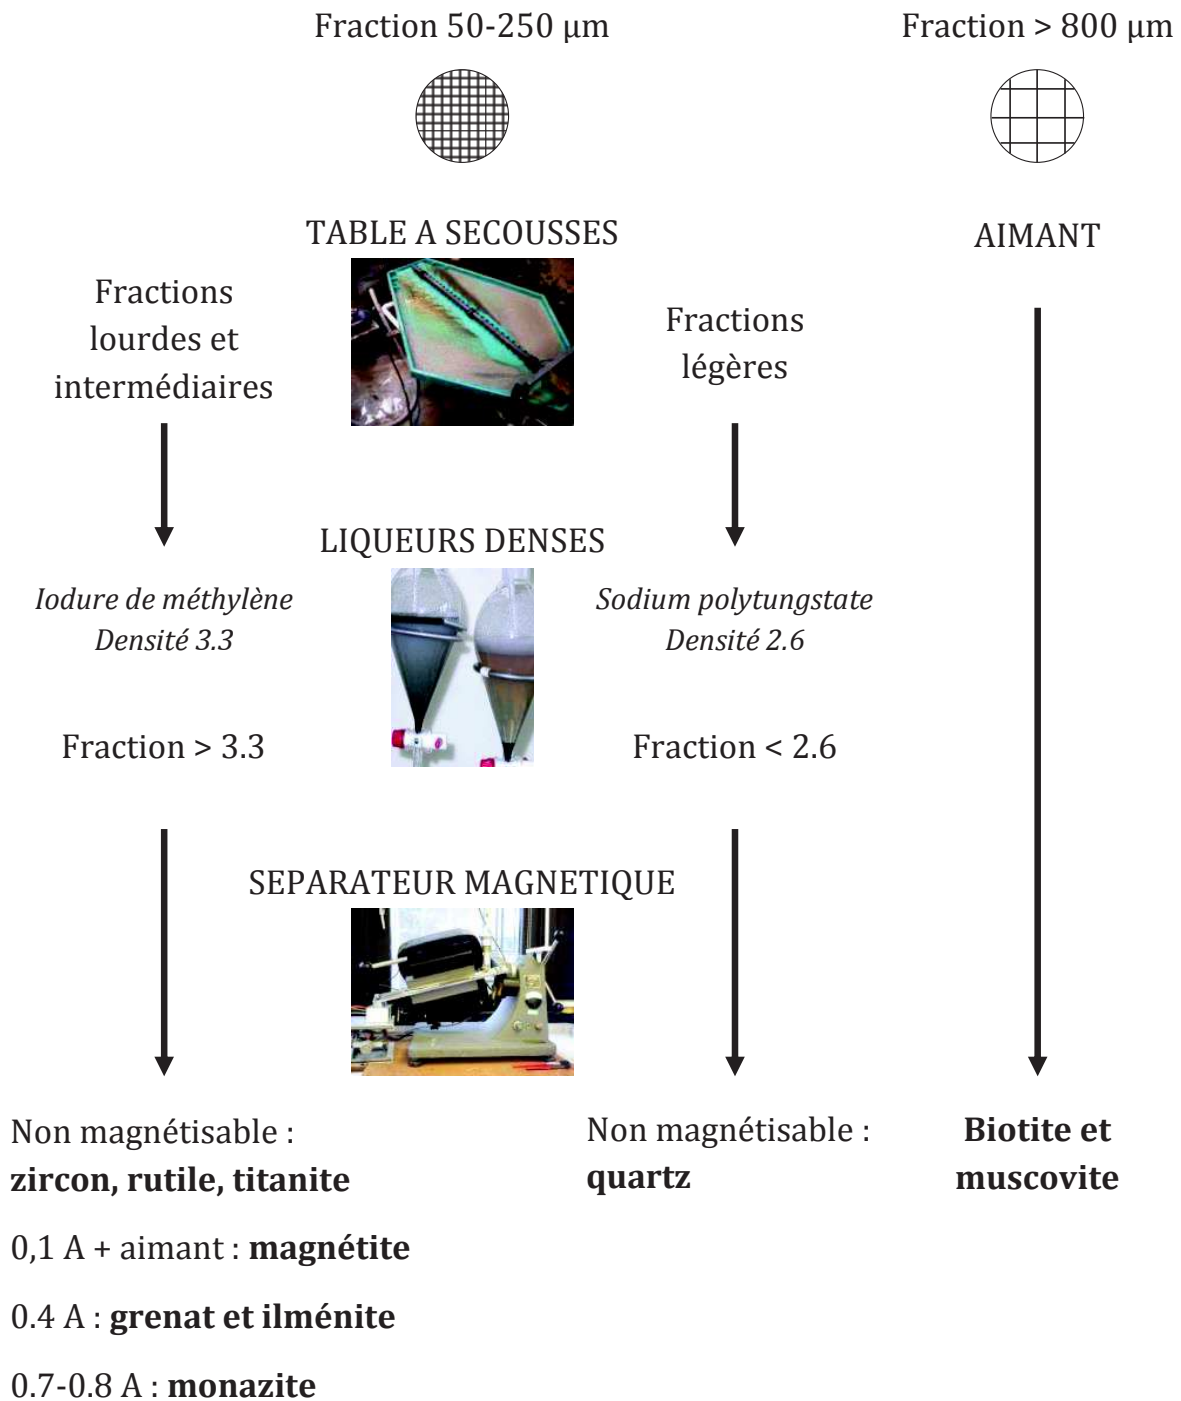 Fraction 50-250 µm
Fraction > 800 µm
TABLE A SECOUSSES
AIMANT
Fractions
lourdes et
intermédiaires
Fractions
légères
LIQUEURS DENSES
Iodure de méthylène
Densité 3.3
Sodium polytungstate
Densité 2.6
Fraction > 3.3
Fraction < 2.6
SEPARATEUR MAGNETIQUE
Non magnétisable :
zircon, rutile, titanite
0,1 A + aimant : magnétite
0.4 A : grenat et ilménite
0.7-0.8 A : monazite
Non magnétisable :
quartz
Biotite et
muscovite